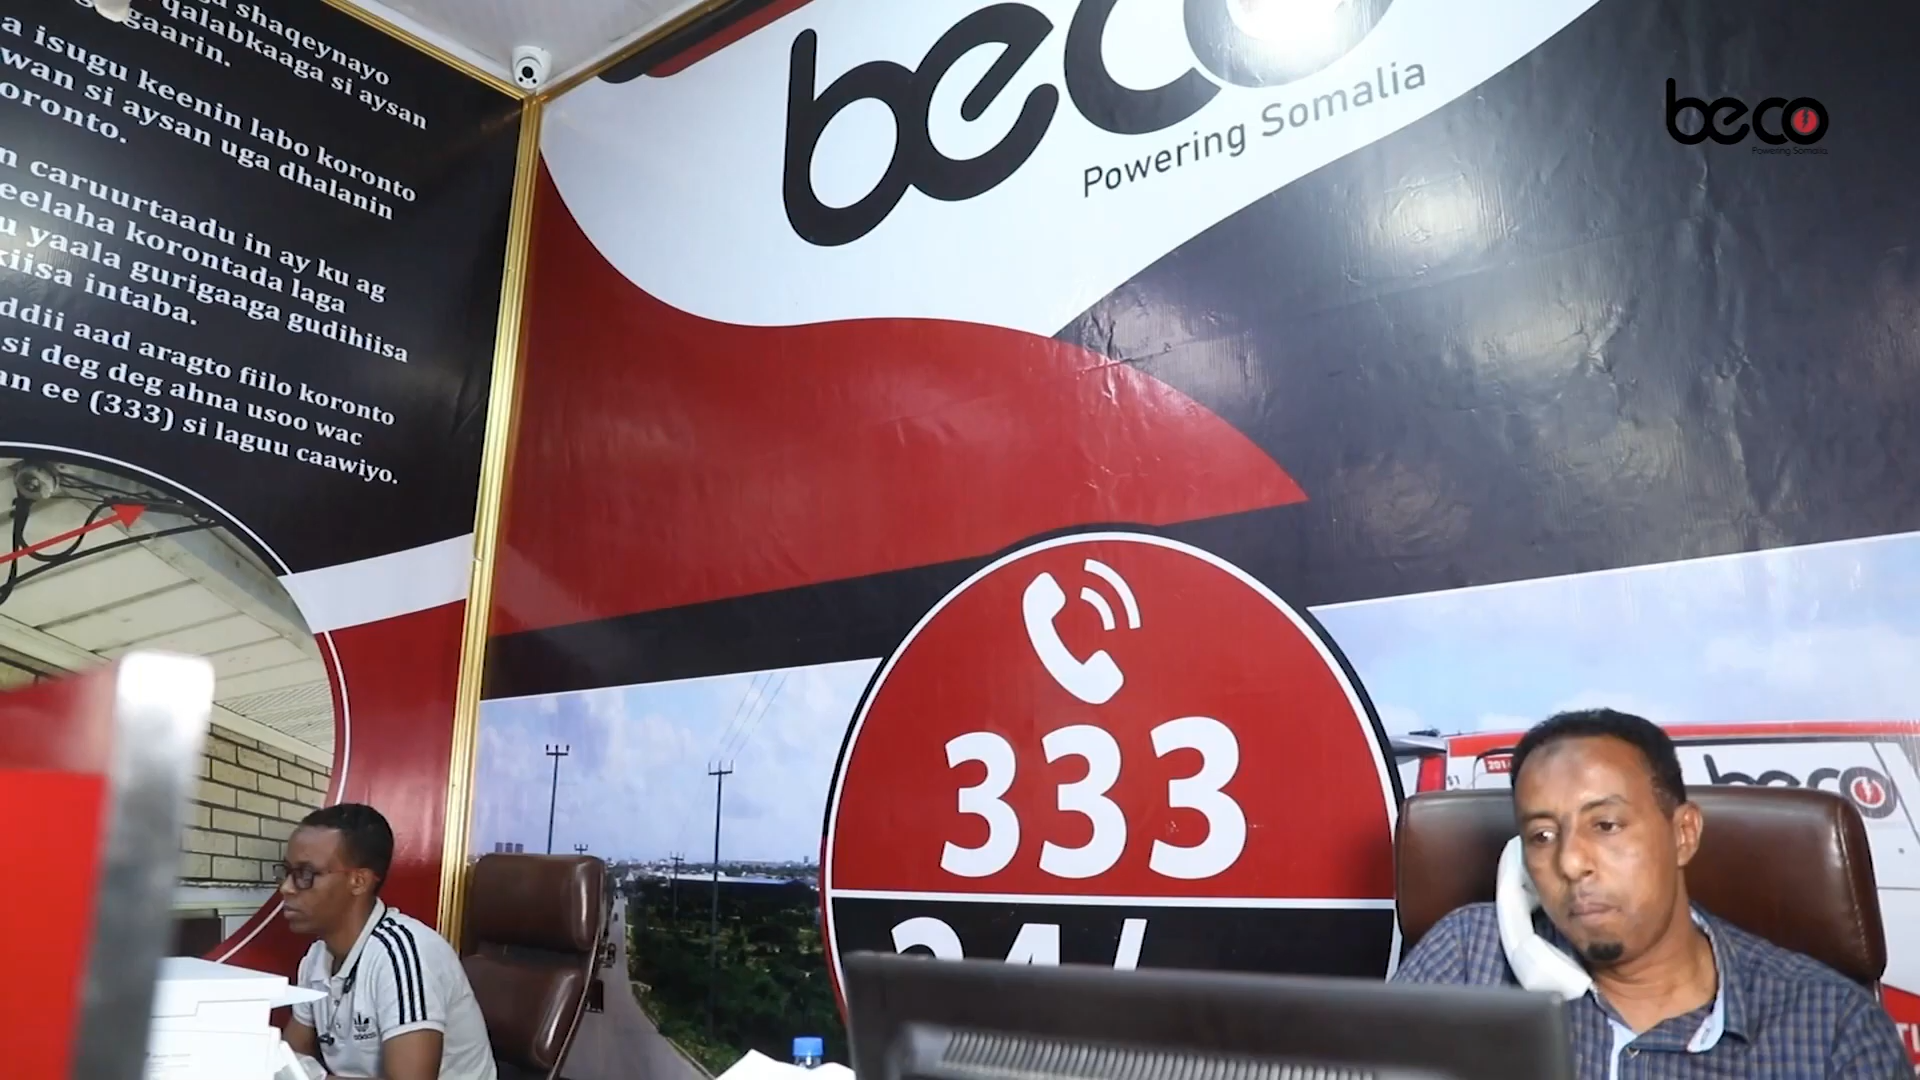 shaqeynayo
qalabkaaga si aysan
gaarin.
a isugu keenin labo koronto
wan si aysan uga dhalanin
oronto.
n caruurtaadu in ay ku ag
eelaha korontada laga
u yaala gurigaaga gudihiisa
kiisa intaba.
ddii aad aragto fiilo koronto
si deg deg ahna usoo wac
an ee (333) si laguu caawiyo.
beco
Powering Somalia
beco
Powering Somalia
333
24/
beco
adidas